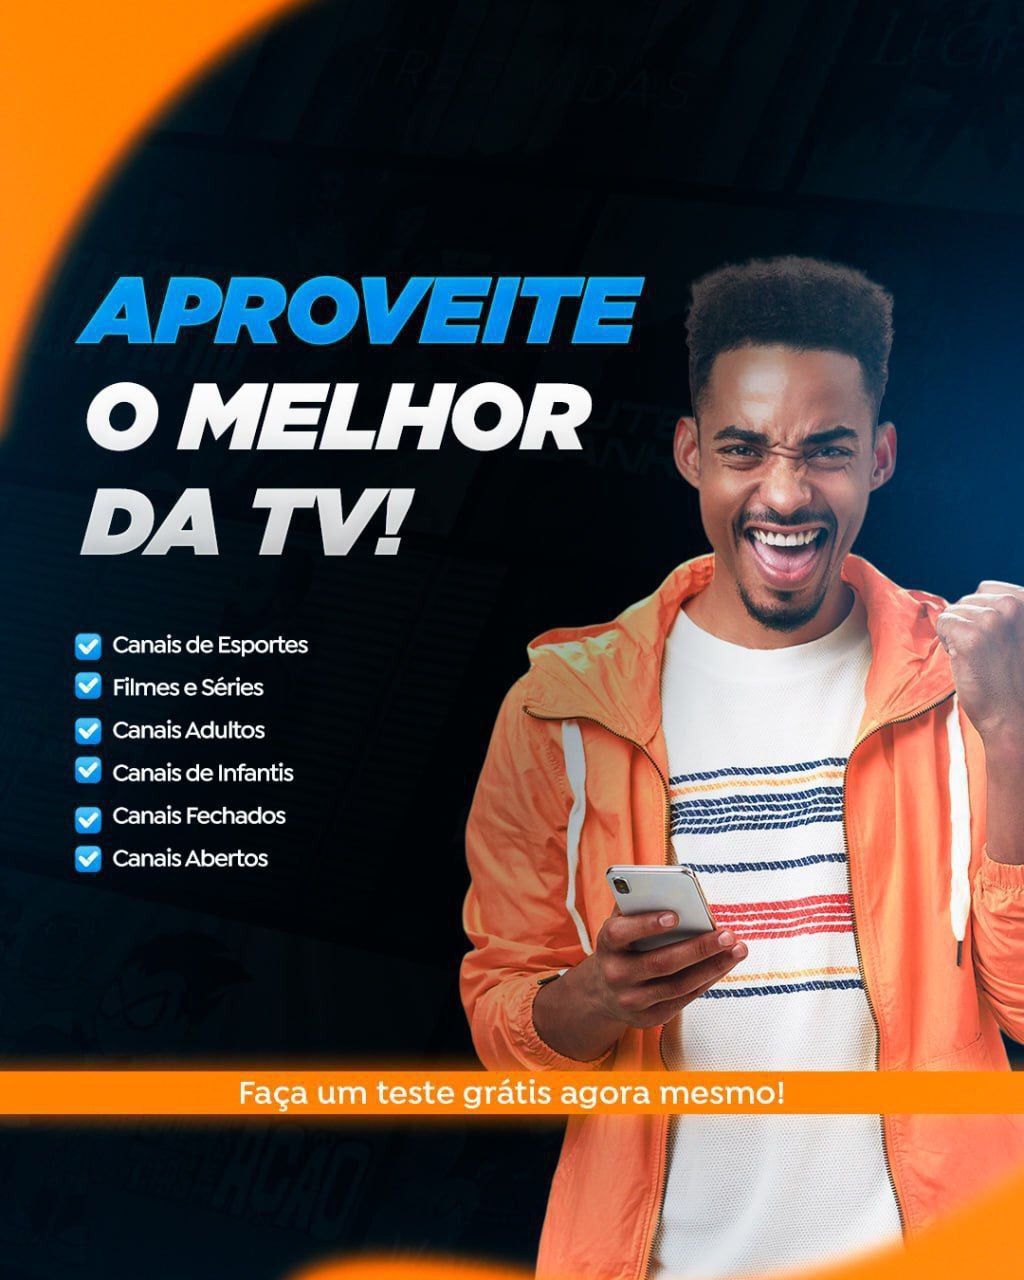 APROVEITE
O MELHOR
DA TV!
Canais de Esportes
Filmes e Séries
Canais Adultos
Canais de Infantis
Canais Fechados
Canais Abertos
Faça um teste grátis agora mesmo!